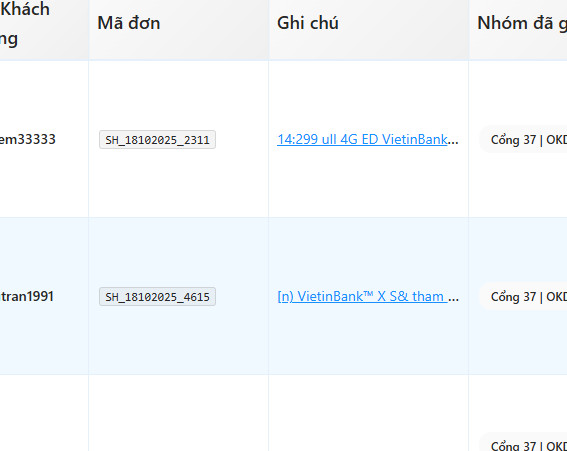 Khách
ng
Mã đơn
Ghi chú
Nhóm đã g
em33333
SH_18102025_2311
14:299 ull 4G ED VietinBank...
Cổng 37 | OKD
tran1991
SH_18102025_4615
[n) VietinBank™ X S& tham ...
Cổng 37 | OKD
Cổng 37 | OKD